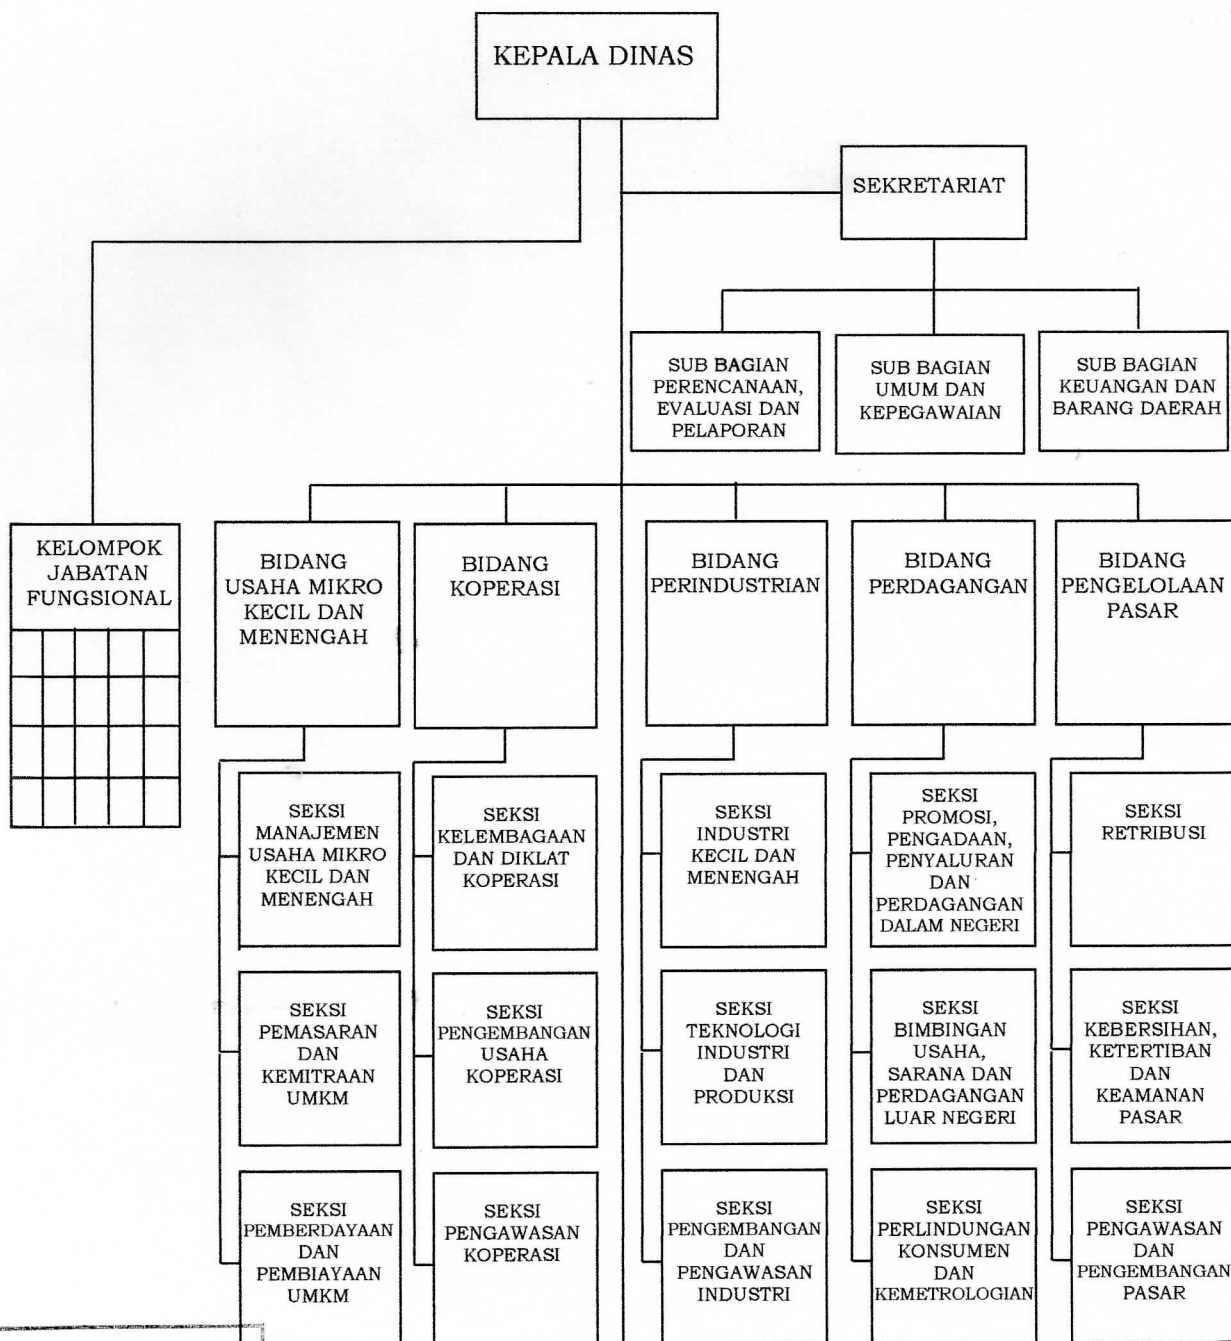 KEPALA DINAS
SEKRETARIAT
SUB BAGIAN
PERENCANAAN,
EVALUASI DAN
PELAPORAN
SUB BAGIAN
UMUM DAN
KEPEGAWAIAN
SUB BAGIAN
KEUANGAN DAN
BARANG DAERAH
KELOMPOK
JABATAN
FUNGSIONAL
BIDANG
USAHA MIKRO
KECIL DAN
MENENGAH
BIDANG
KOPERASI
BIDANG
PERINDUSTRIAN
BIDANG
PERDAGANGAN
BIDANG
PENGELOLAAN
PASAR
SEKSI
MANAJEMEN
USAHA MIKRO
KECIL DAN
MENENGAH
SEKSI
KELEMBAGAAN
DAN DIKLAT
KOPERASI
SEKSI
INDUSTRI
KECIL DAN
MENENGAH
SEKSI
PROMOSI,
PENGADAAN,
PENYALURAN
DAN
PERDAGANGAN
DALAM NEGERI
SEKSI
RETRIBUSI
SEKSI
PEMASARAN
DAN
KEMITRAAN
UMKM
SEKSI
PENGEMBANGAN
USAHA
KOPERASI
SEKSI
TEKNOLOGI
INDUSTRI
DAN
PRODUKSI
SEKSI
BIMBINGAN
USAHA,
SARANA DAN
PERDAGANGAN
LUAR NEGERI
SEKSI
KEBERSIHAN,
KETERTIBAN
DAN
KEAMANAN
PASAR
SEKSI
PEMBERDAYAAN
DAN
PEMBIAYAAN
UMKM
SEKSI
PENGAWASAN
KOPERASI
SEKSI
PENGEMBANGAN
DAN
PENGAWASAN
INDUSTRI
SEKSI
PERLINDUNGAN
KONSUMEN
DAN
KEMETROLOGIAN
SEKSI
PENGAWASAN
DAN
PENGEMBANGAN
PASAR